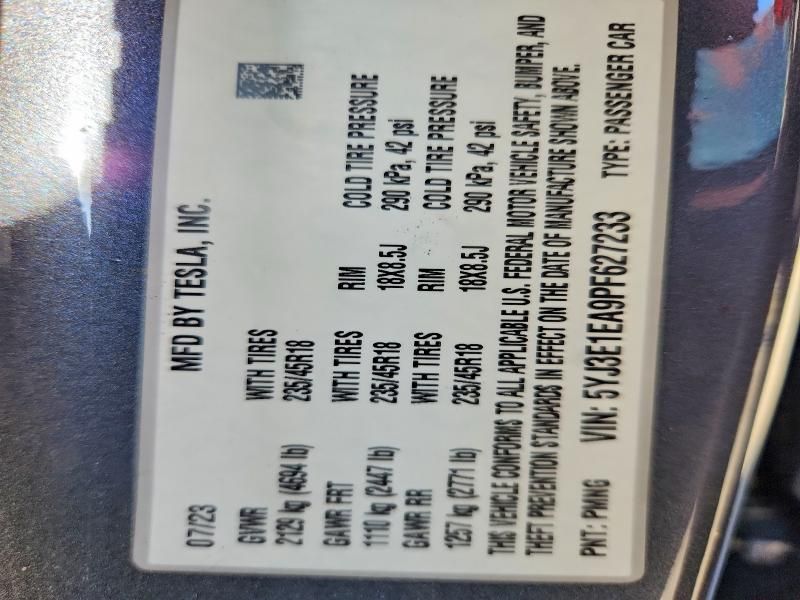 MFD BY TESLA, INC.
07/23
GVWR WITH TIRES
2129 kg (4694 lb) 235/45R18
GAWR FRT WITH TIRES RIM COLD TIRE PRESSURE
1110 kg (2447 lb) 235/45R18 18X8.5J 290 kPa, 42 psi
GAWR RR WITH TIRES RIM COLD TIRE PRESSURE
1257 kg (2771 lb) 235/45R18 18X8.5J 290 kPa, 42 psi
THIS VEHICLE CONFORMS TO ALL APPLICABLE U.S. FEDERAL MOTOR VEHICLE SAFETY, BUMPER, AND
THEFT PREVENTION STANDARDS IN EFFECT ON THE DATE OF MANUFACTURE SHOWN ABOVE.
PNT: PMNG VIN: 5YJ3E1EA9PF627233 TYPE: PASSENGER CAR